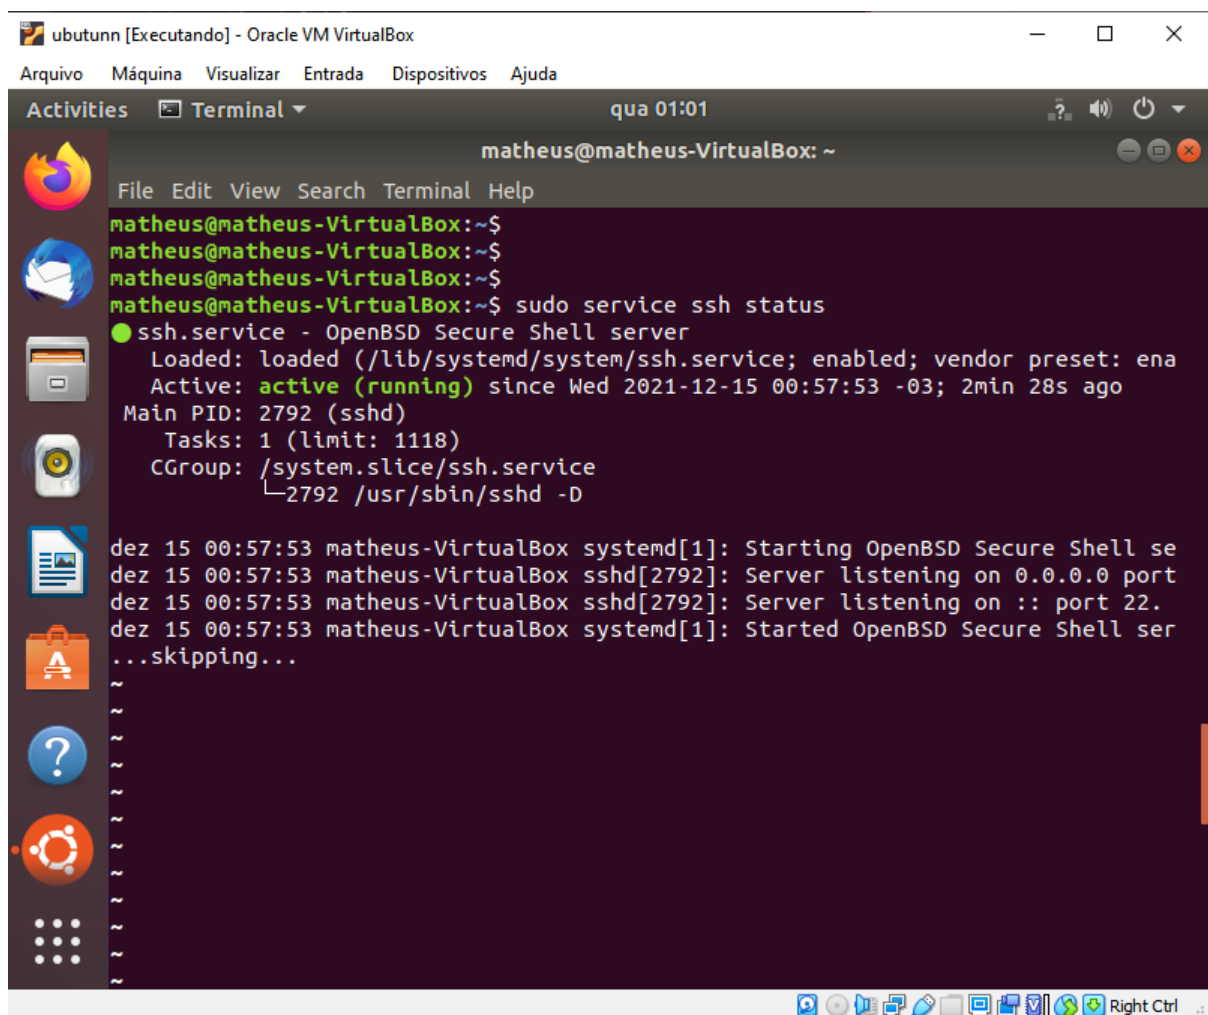 ubutunn [Executando] - Oracle VM VirtualBox
Arquivo Máquina Visualizar Entrada Dispositivos Ajuda
Activities Terminal qua 01:01
matheus@matheus-VirtualBox: ~
File Edit View Search Terminal Help
matheus@matheus-VirtualBox:~$
matheus@matheus-VirtualBox:~$
matheus@matheus-VirtualBox:~$
matheus@matheus-VirtualBox:~$ sudo service ssh status
● ssh.service - OpenBSD Secure Shell server
Loaded: loaded (/lib/systemd/system/ssh.service; enabled; vendor preset: ena
Active: active (running) since Wed 2021-12-15 00:57:53 -03; 2min 28s ago
Main PID: 2792 (sshd)
Tasks: 1 (limit: 1118)
CGroup: /system.slice/ssh.service
└─2792 /usr/sbin/sshd -D
dez 15 00:57:53 matheus-VirtualBox systemd[1]: Starting OpenBSD Secure Shell se
dez 15 00:57:53 matheus-VirtualBox sshd[2792]: Server listening on 0.0.0.0 port
dez 15 00:57:53 matheus-VirtualBox sshd[2792]: Server listening on :: port 22.
dez 15 00:57:53 matheus-VirtualBox systemd[1]: Started OpenBSD Secure Shell ser
...skipping...
~
~
~
~
~
~
~
~
~
~
~
~
Right Ctrl